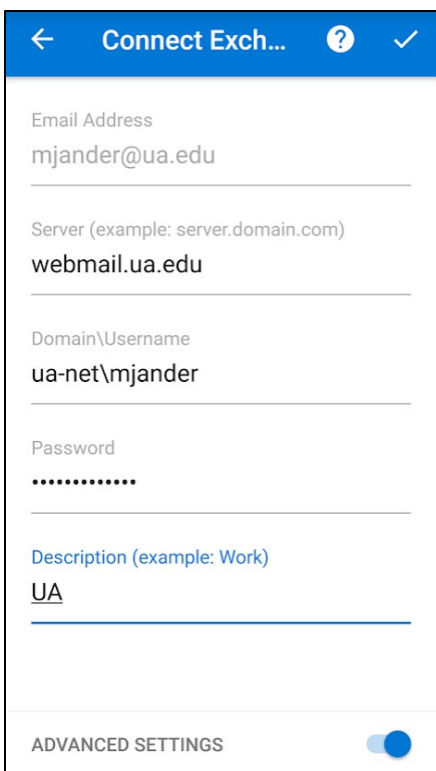 Connect Exch...
Email Address
mjander@ua.edu
Server (example: server.domain.com)
webmail.ua.edu
Domain\Username
ua-net\mjander
Password
•••••••••••••
Description (example: Work)
UA
ADVANCED SETTINGS